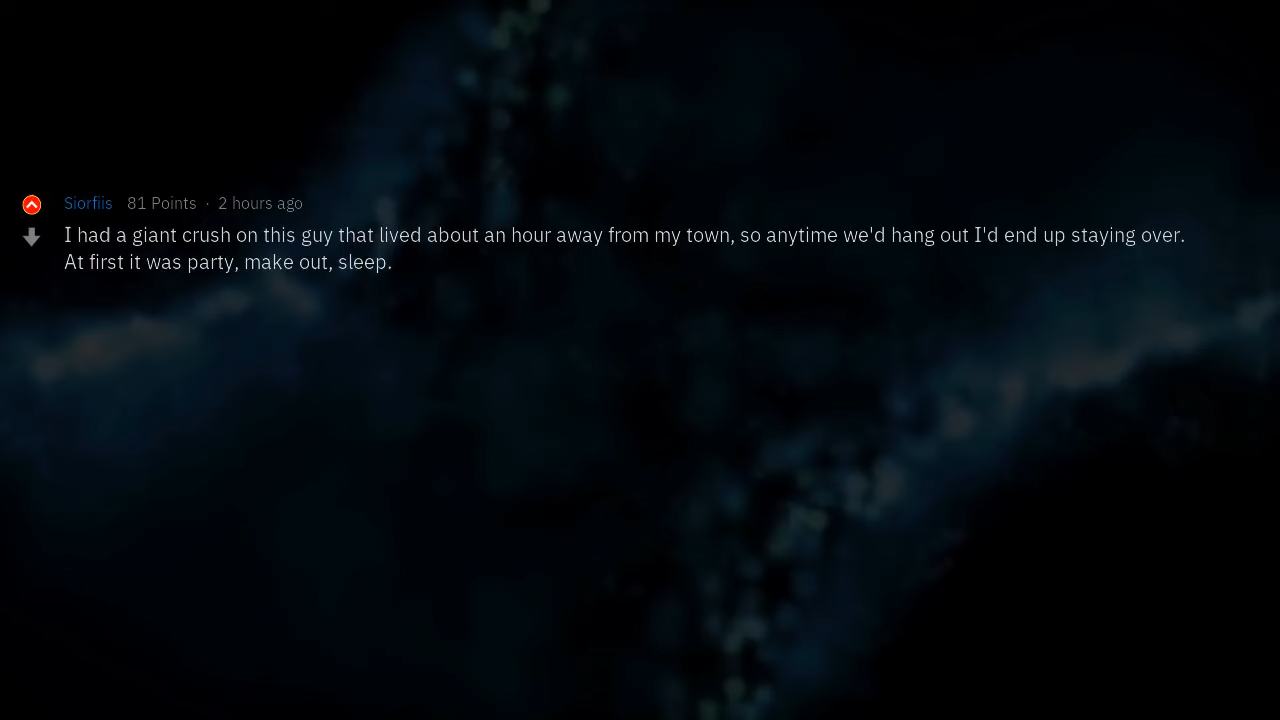 Siorfiis 81 Points · 2 hours ago
I had a giant crush on this guy that lived about an hour away from my town, so anytime we'd hang out I'd end up staying over.
At first it was party, make out, sleep.